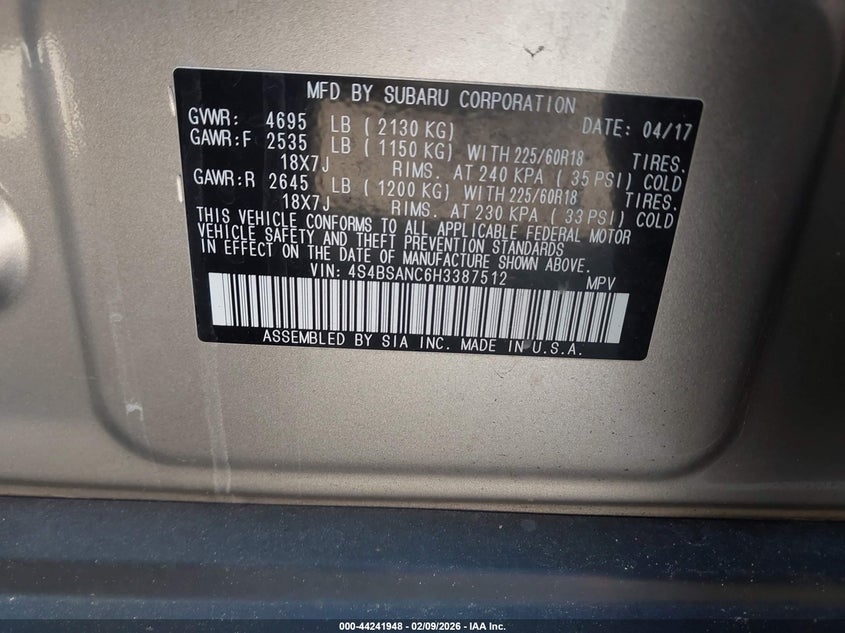 MFD BY SUBARU CORPORATION
GVWR: 4695 LB ( 2130 KG) DATE: 04/17
GAWR:F 2535 LB ( 1150 KG) WITH 225/60R18 TIRES.
18X7J RIMS. AT 240 KPA ( 35 PSI) COLD
GAWR:R 2645 LB ( 1200 KG) WITH 225/60R18 TIRES.
18X7J RIMS. AT 230 KPA ( 33 PSI) COLD
THIS VEHICLE CONFORMS TO ALL APPLICABLE FEDERAL MOTOR
VEHICLE SAFETY AND THEFT PREVENTION STANDARDS
IN EFFECT ON THE DATE OF MANUFACTURE SHOWN ABOVE.
VIN: 4S4BSANC6H3387512 MPV
ASSEMBLED BY SIA INC. MADE IN U.S.A.
000-44241948 - 02/09/2026 - IAA Inc.